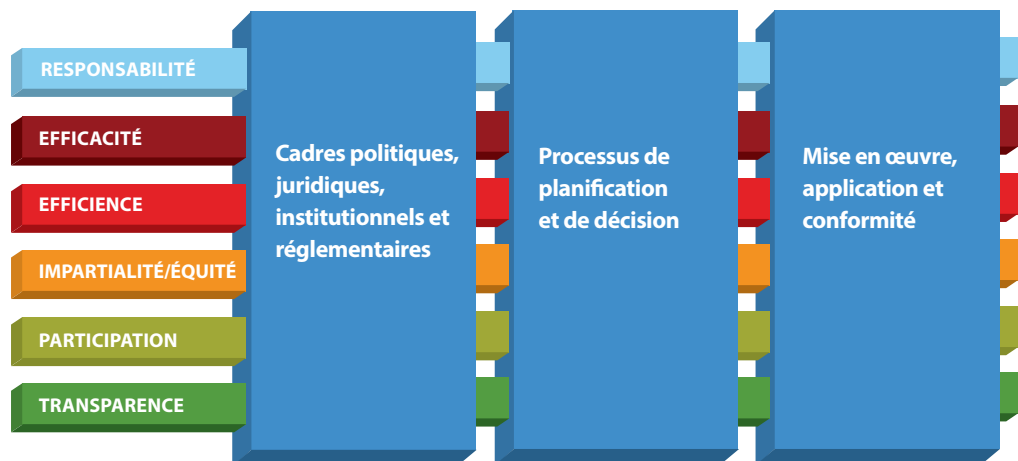 RESPONSABILITÉ
EFFICACITÉ
EFFICIENCE
IMPARTIALITÉ/ÉQUITÉ
PARTICIPATION
TRANSPARENCE
Cadres politiques,
juridiques,
institutionnels et
réglementaires
Processus de
planification
et de décision
Mise en œuvre,
application et
conformité